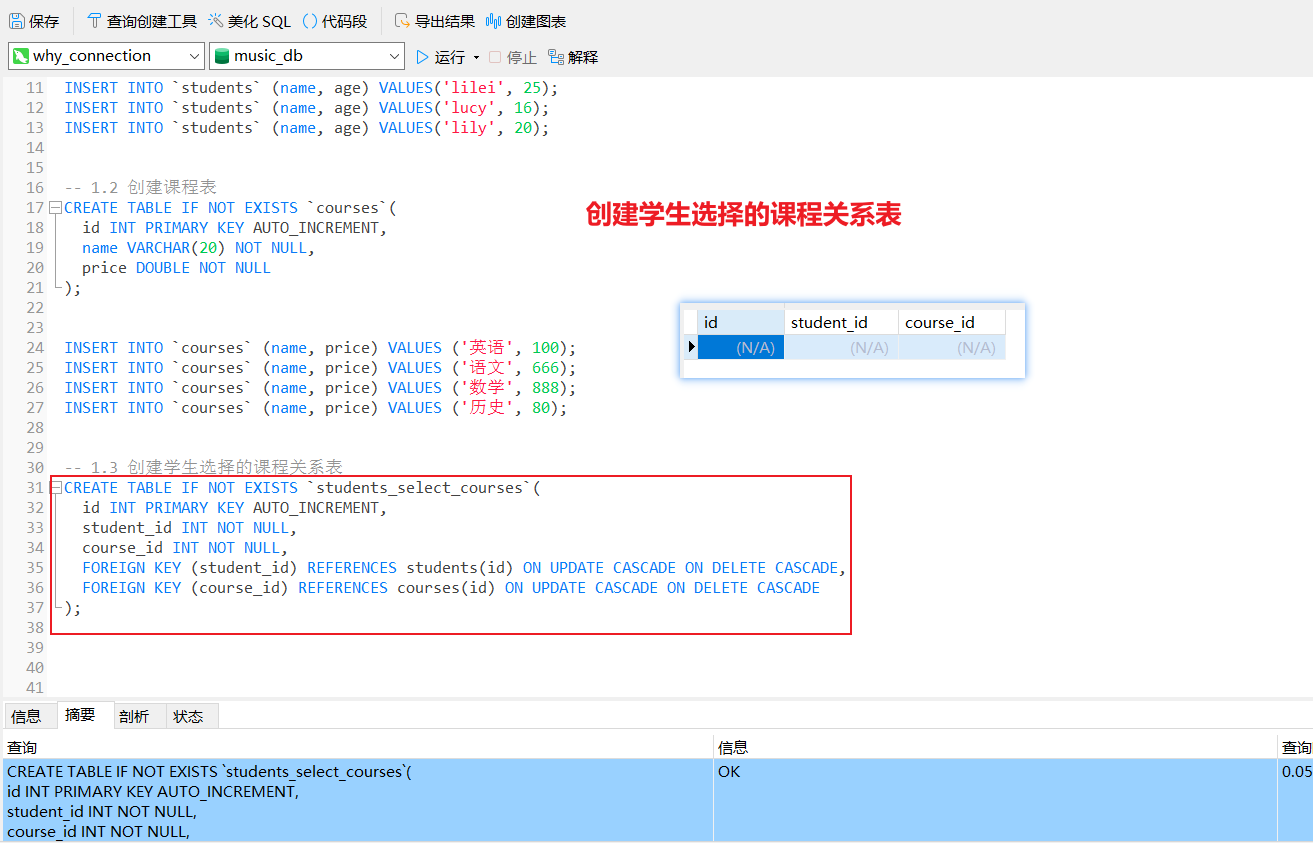 保存 查询创建工具 美化 SQL () 代码段 导出结果 创建图表
why_connection music_db 运行 停止 解释
11 INSERT INTO `students` (name, age) VALUES('lilei', 25);
12 INSERT INTO `students` (name, age) VALUES('lucy', 16);
13 INSERT INTO `students` (name, age) VALUES('lily', 20);
14
15
16 -- 1.2 创建课程表
17 CREATE TABLE IF NOT EXISTS `courses`(
创建学生选择的课程关系表
18 id INT PRIMARY KEY AUTO_INCREMENT,
19 name VARCHAR(20) NOT NULL,
20 price DOUBLE NOT NULL
21 );
22
23
id student_id course_id
(N/A) (N/A) (N/A)
24 INSERT INTO `courses` (name, price) VALUES ('英语', 100);
25 INSERT INTO `courses` (name, price) VALUES ('语文', 666);
26 INSERT INTO `courses` (name, price) VALUES ('数学', 888);
27 INSERT INTO `courses` (name, price) VALUES ('历史', 80);
28
29
30 -- 1.3 创建学生选择的课程关系表
31 CREATE TABLE IF NOT EXISTS `students_select_courses`(
32 id INT PRIMARY KEY AUTO_INCREMENT,
33 student_id INT NOT NULL,
34 course_id INT NOT NULL,
35 FOREIGN KEY (student_id) REFERENCES students(id) ON UPDATE CASCADE ON DELETE CASCADE,
36 FOREIGN KEY (course_id) REFERENCES courses(id) ON UPDATE CASCADE ON DELETE CASCADE
37 );
38
39
40
41
信息 摘要 剖析 状态
查询 信息 查询
CREATE TABLE IF NOT EXISTS `students_select_courses`( OK 0.05
id INT PRIMARY KEY AUTO_INCREMENT,
student_id INT NOT NULL,
course_id INT NOT NULL,